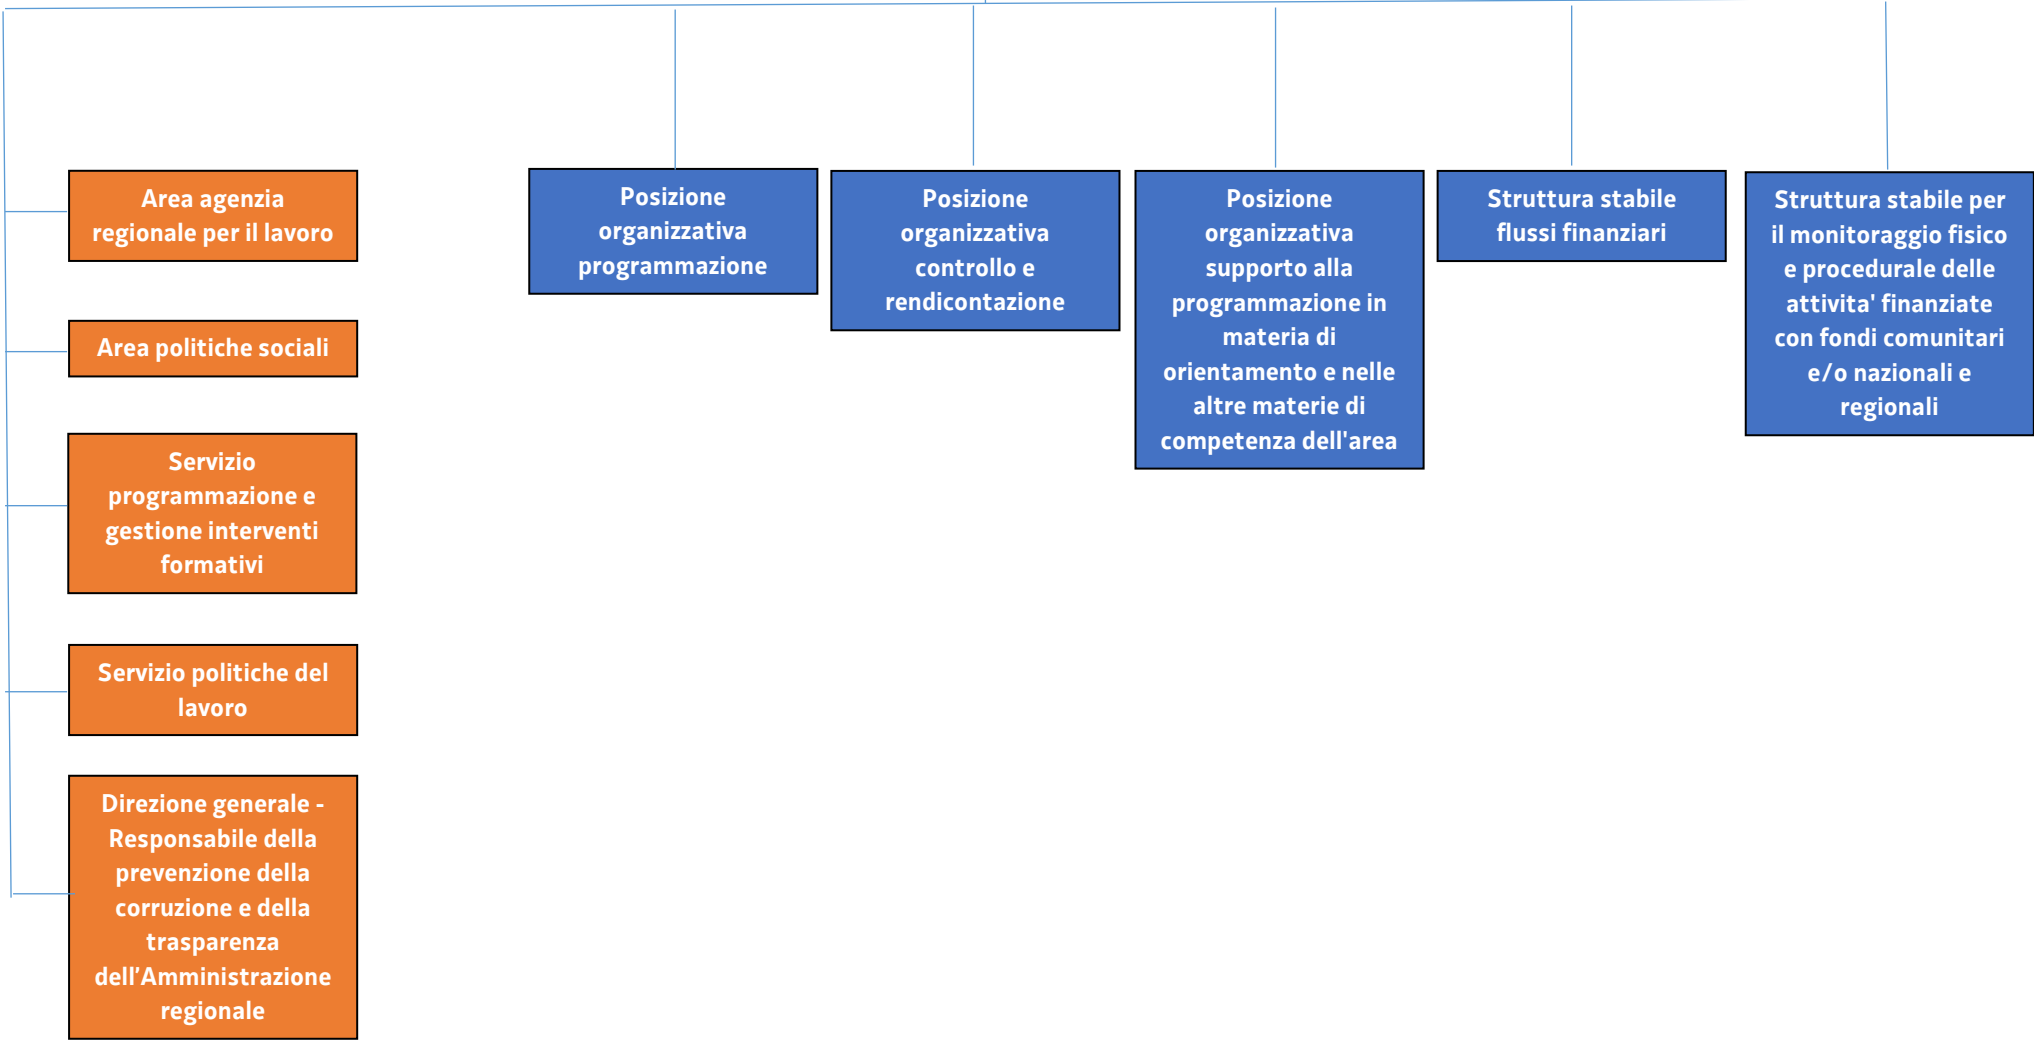 Area agenzia
regionale per il lavoro
Area politiche sociali
Servizio
programmazione e
gestione interventi
formativi
Servizio politiche del
lavoro
Direzione generale -
Responsabile della
prevenzione della
corruzione e della
trasparenza
dell'Amministrazione
regionale
Posizione
organizzativa
programmazione
Posizione
organizzativa
controllo e
rendicontazione
Posizione
organizzativa
supporto alla
programmazione in
materia di
orientamento e nelle
altre materie di
competenza dell'area
Struttura stabile
flussi finanziari
Struttura stabile per
il monitoraggio fisico
e procedurale delle
attivita' finanziate
con fondi comunitari
e/o nazionali e
regionali